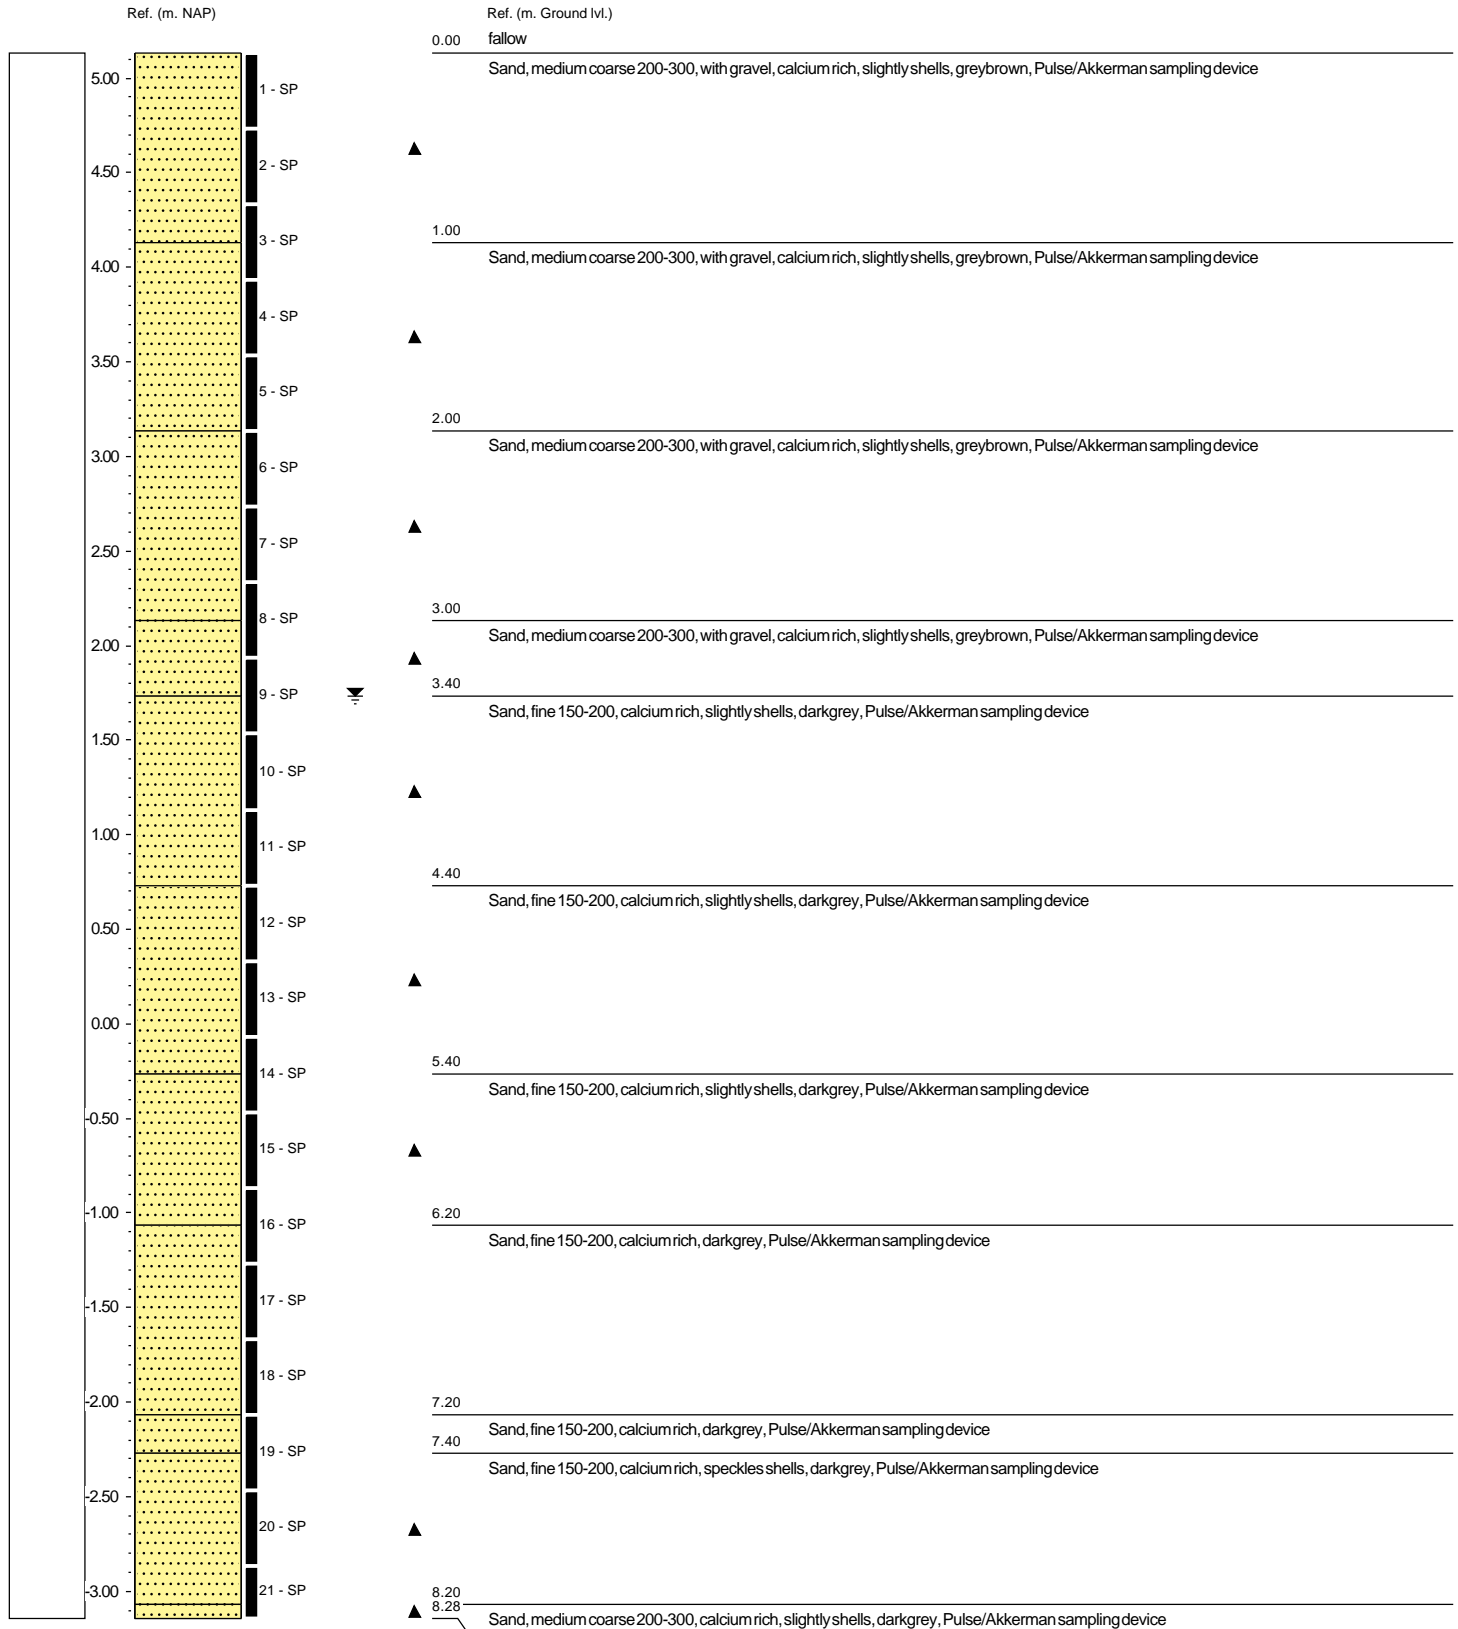 Ref. (m. NAP)
Ref. (m. Ground lvl.)
0.00 fallow
Sand, medium coarse 200-300, with gravel, calcium rich, slightly shells, greybrown, Pulse/Akkerman sampling device
5.00
1 - SP
2 - SP
4.50
1.00
3 - SP
Sand, medium coarse 200-300, with gravel, calcium rich, slightly shells, greybrown, Pulse/Akkerman sampling device
4.00
4 - SP
3.50
5 - SP
2.00
Sand, medium coarse 200-300, with gravel, calcium rich, slightly shells, greybrown, Pulse/Akkerman sampling device
3.00
6 - SP
7 - SP
2.50
3.00
8 - SP
Sand, medium coarse 200-300, with gravel, calcium rich, slightly shells, greybrown, Pulse/Akkerman sampling device
2.00
3.40
9 - SP
Sand, fine 150-200, calcium rich, slightly shells, darkgrey, Pulse/Akkerman sampling device
1.50
10 - SP
1.00
11 - SP
4.40
Sand, fine 150-200, calcium rich, slightly shells, darkgrey, Pulse/Akkerman sampling device
12 - SP
0.50
13 - SP
0.00
5.40
14 - SP
Sand, fine 150-200, calcium rich, slightly shells, darkgrey, Pulse/Akkerman sampling device
-0.50
15 - SP
6.20
-1.00
16 - SP
Sand, fine 150-200, calcium rich, darkgrey, Pulse/Akkerman sampling device
17 - SP
-1.50
18 - SP
7.20
-2.00
Sand, fine 150-200, calcium rich, darkgrey, Pulse/Akkerman sampling device
7.40
19 - SP
Sand, fine 150-200, calcium rich, speckles shells, darkgrey, Pulse/Akkerman sampling device
-2.50
20 - SP
21 - SP
-3.00
8.20
8.28
Sand, medium coarse 200-300, calcium rich, slightly shells, darkgrey, Pulse/Akkerman sampling device